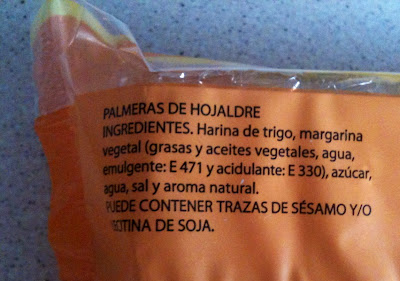 PALMERAS DE HOJALDRE
INGREDIENTES. Harina de trigo, margarina
vegetal (grasas y aceites vegetales, agua,
emulgente: E 471 y acidulante: E 330), azúcar,
agua, sal y aroma natural.
PUEDE CONTENER TRAZAS DE SÉSAMO Y/O
DE SOJA.